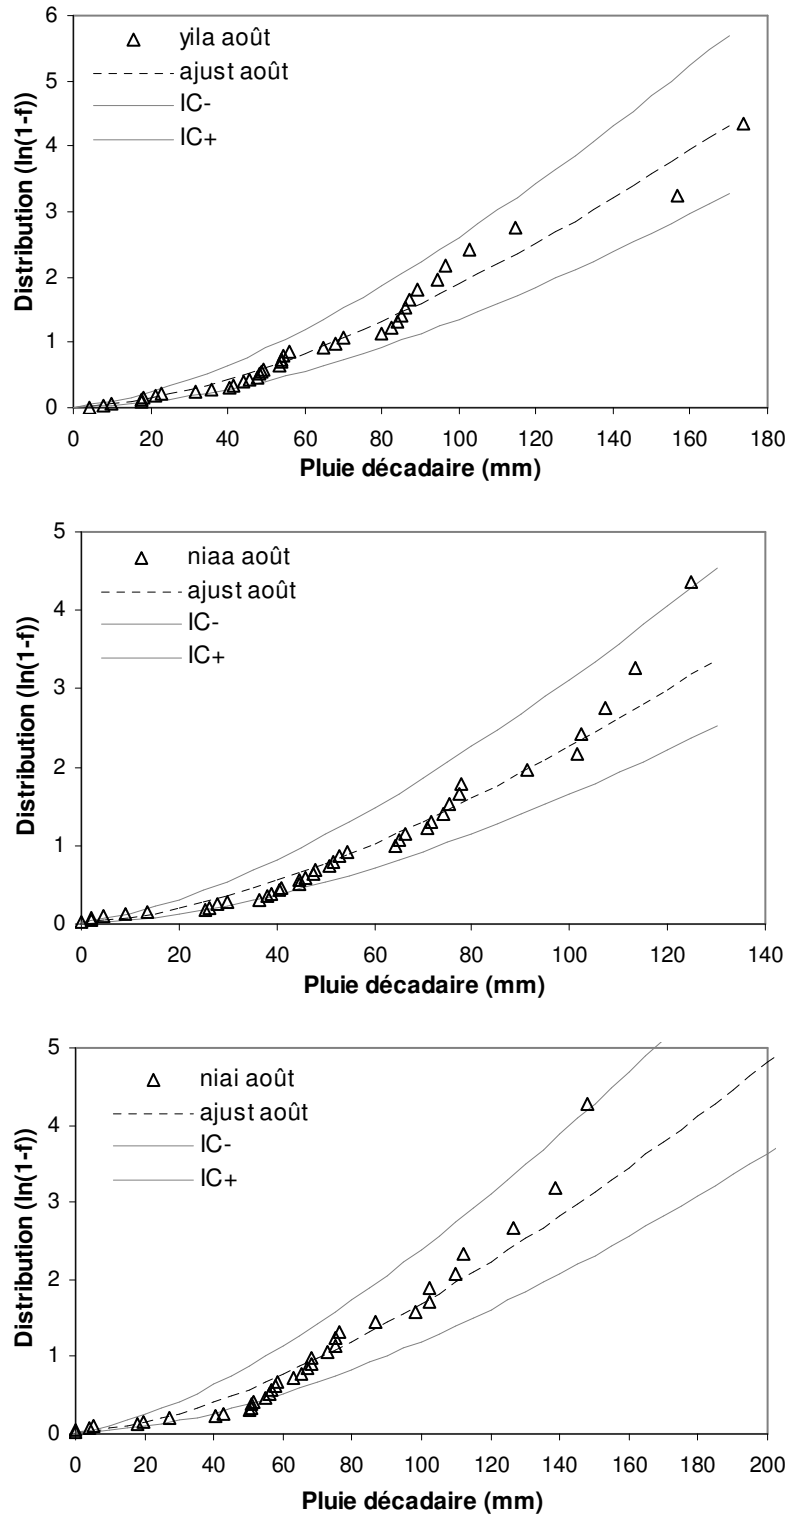 yila août
ajust août
IC-
IC+
Distribution (ln(1-f))
6
5
4
3
2
1
0
0 20 40 60 80 100 120 140 160 180
Pluie décadaire (mm)
niaa août
ajust août
IC-
IC+
Distribution (ln(1-f))
5
4
3
2
1
0
0 20 40 60 80 100 120 140
Pluie décadaire (mm)
niai août
ajust août
IC-
IC+
Distribution (ln(1-f))
5
4
3
2
1
0
0 20 40 60 80 100 120 140 160 180 200
Pluie décadaire (mm)